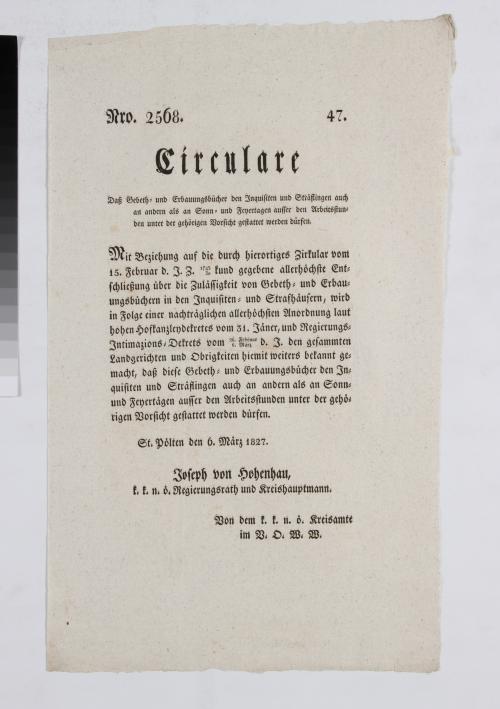 Nro. 2568. 47.
Circulare
Daß Gebeth- und Erbauungsbücher den Inquisiten und Sträflingen auch
an andern als an Sonn- und Feyertagen ausser den Arbeitsstun-
den unter der gehörigen Vorsicht gestattet werden dürfen.
Mit Beziehung auf die durch hierortiges Zirkular vom
15. Februar d. J. Z. kund gegebene allerhöchste Ent-
schließung über die Zulässigkeit von Gebeth- und Erbau-
ungsbüchern in den Inquisiten- und Strafhäusern, wird
in Folge einer nachträglichen allerhöchsten Anordnung laut
hohen Hofkanzleydekretes vom 31. Jäner, und Regierungs-
Intimazions-Dekrets vom 26. Februar 6. März d. J. den gesammten
Landgerichten und Obrigkeiten hiemit weiters bekannt ge-
macht, daß diese Gebeth- und Erbauungsbücher den In-
quisiten und Sträflingen auch an andern als an Sonn-
und Feyertägen ausser den Arbeitsstunden unter der gehö-
rigen Vorsicht gestattet werden dürfen.
St. Pölten den 6. März 1827.
Joseph von Hohenhau,
k. k. n. ö. Regierungsrath und Kreishauptmann.
Von dem k. k. n. ö. Kreisamte
im V. O. W. W.